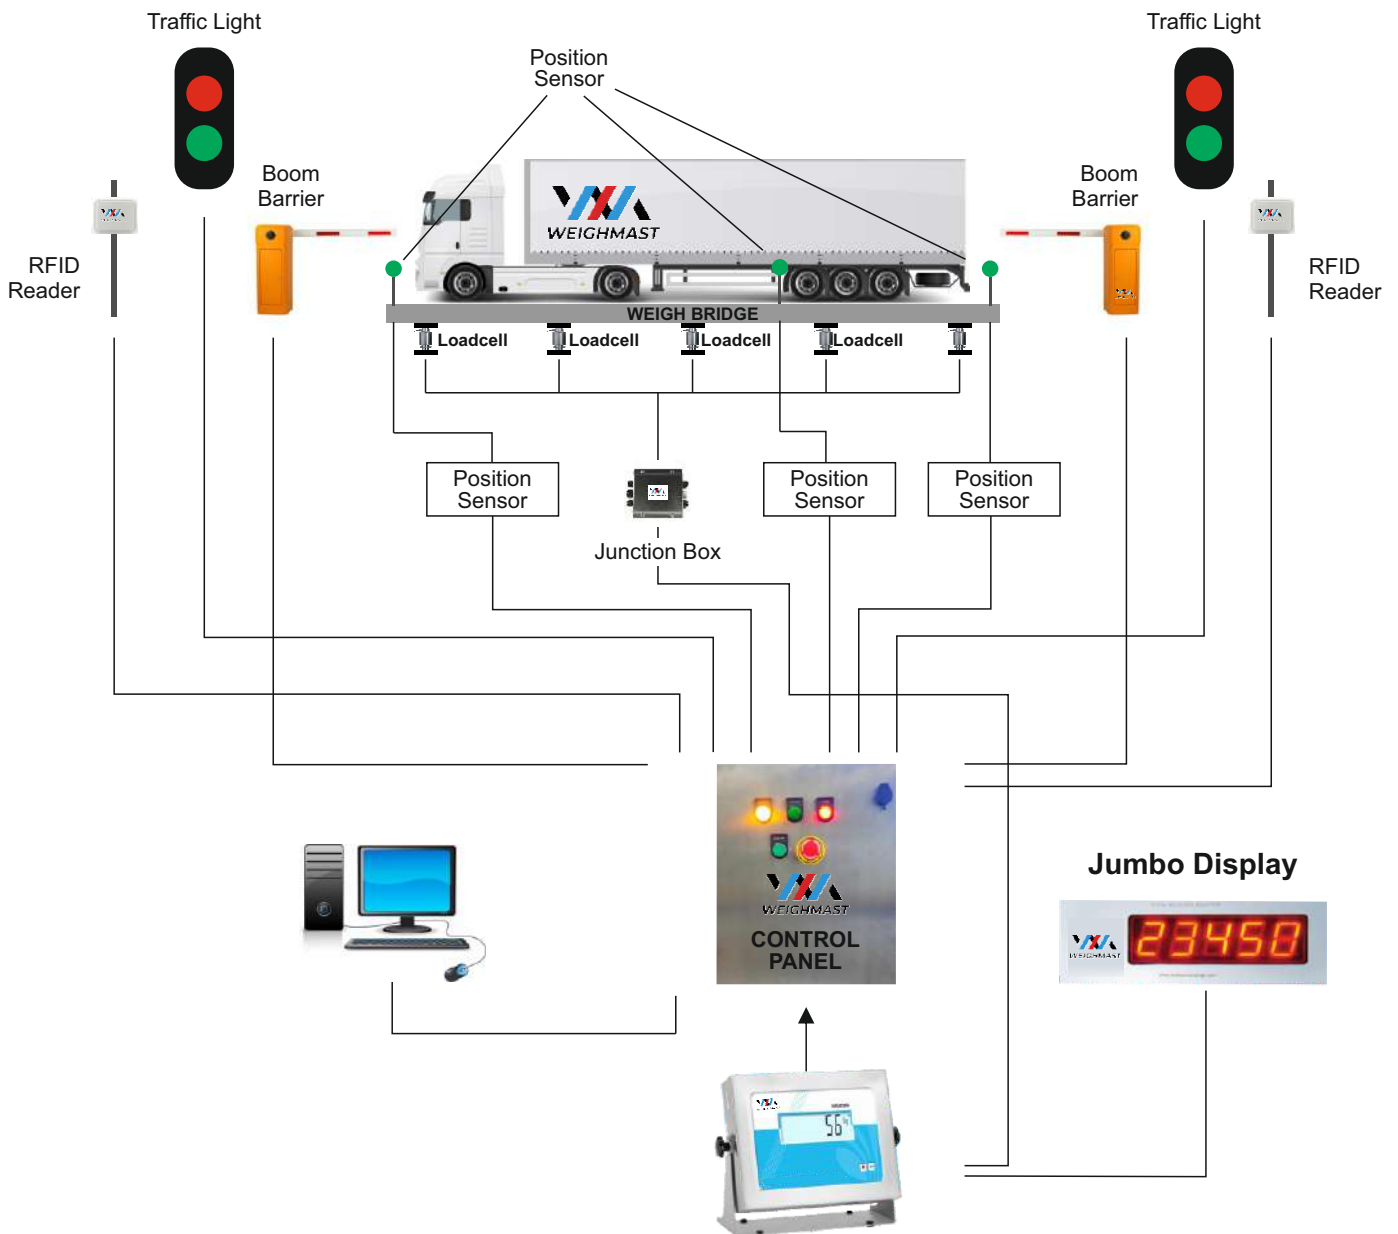 Traffic Light
Traffic Light
Position
Sensor
Boom
Barrier
Boom
Barrier
RFID
Reader
RFID
Reader
WEIGHMAST
WEIGH BRIDGE
Loadcell
Loadcell
Loadcell
Loadcell
Position
Sensor
Position
Sensor
Position
Sensor
Junction Box
WEIGHMAST
CONTROL
PANEL
Jumbo Display
WEIGHMAST
23450
56